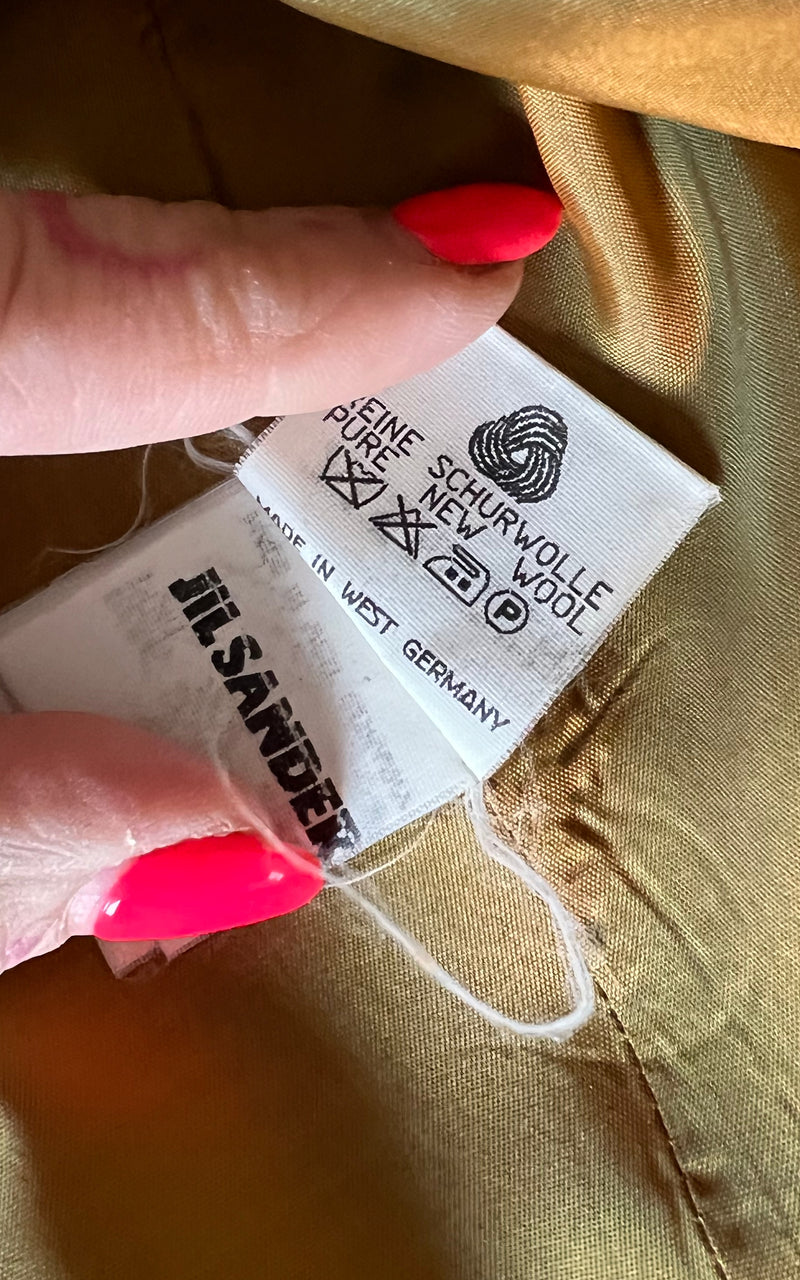 REINE SCHURWOLLE
PURE NEW WOOL
P
MADE IN WEST GERMANY
JIL SANDER